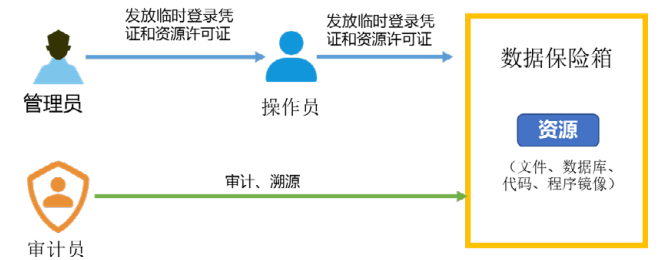 发放临时登录凭
证和资源许可证
发放临时登录凭
证和资源许可证
管理员
操作员
数据保险箱
资源
（文件、数据库、
代码、程序镜像）
审计、溯源
审计员